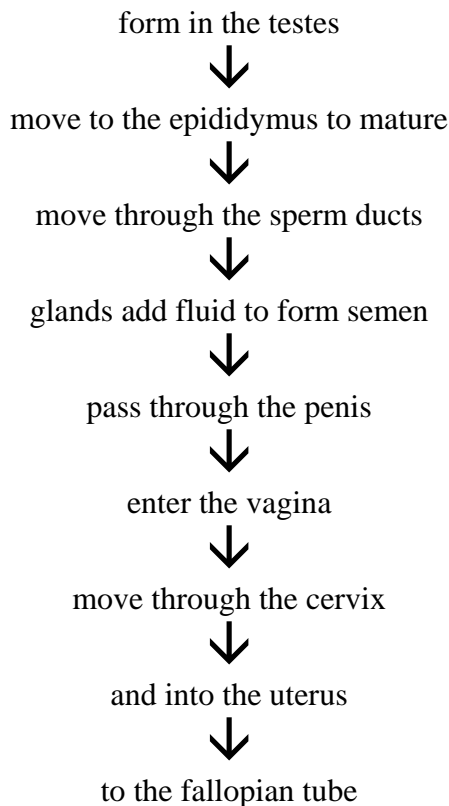 form in the testes
move to the epididymus to mature
move through the sperm ducts
glands add fluid to form semen
pass through the penis
enter the vagina
move through the cervix
and into the uterus
to the fallopian tube